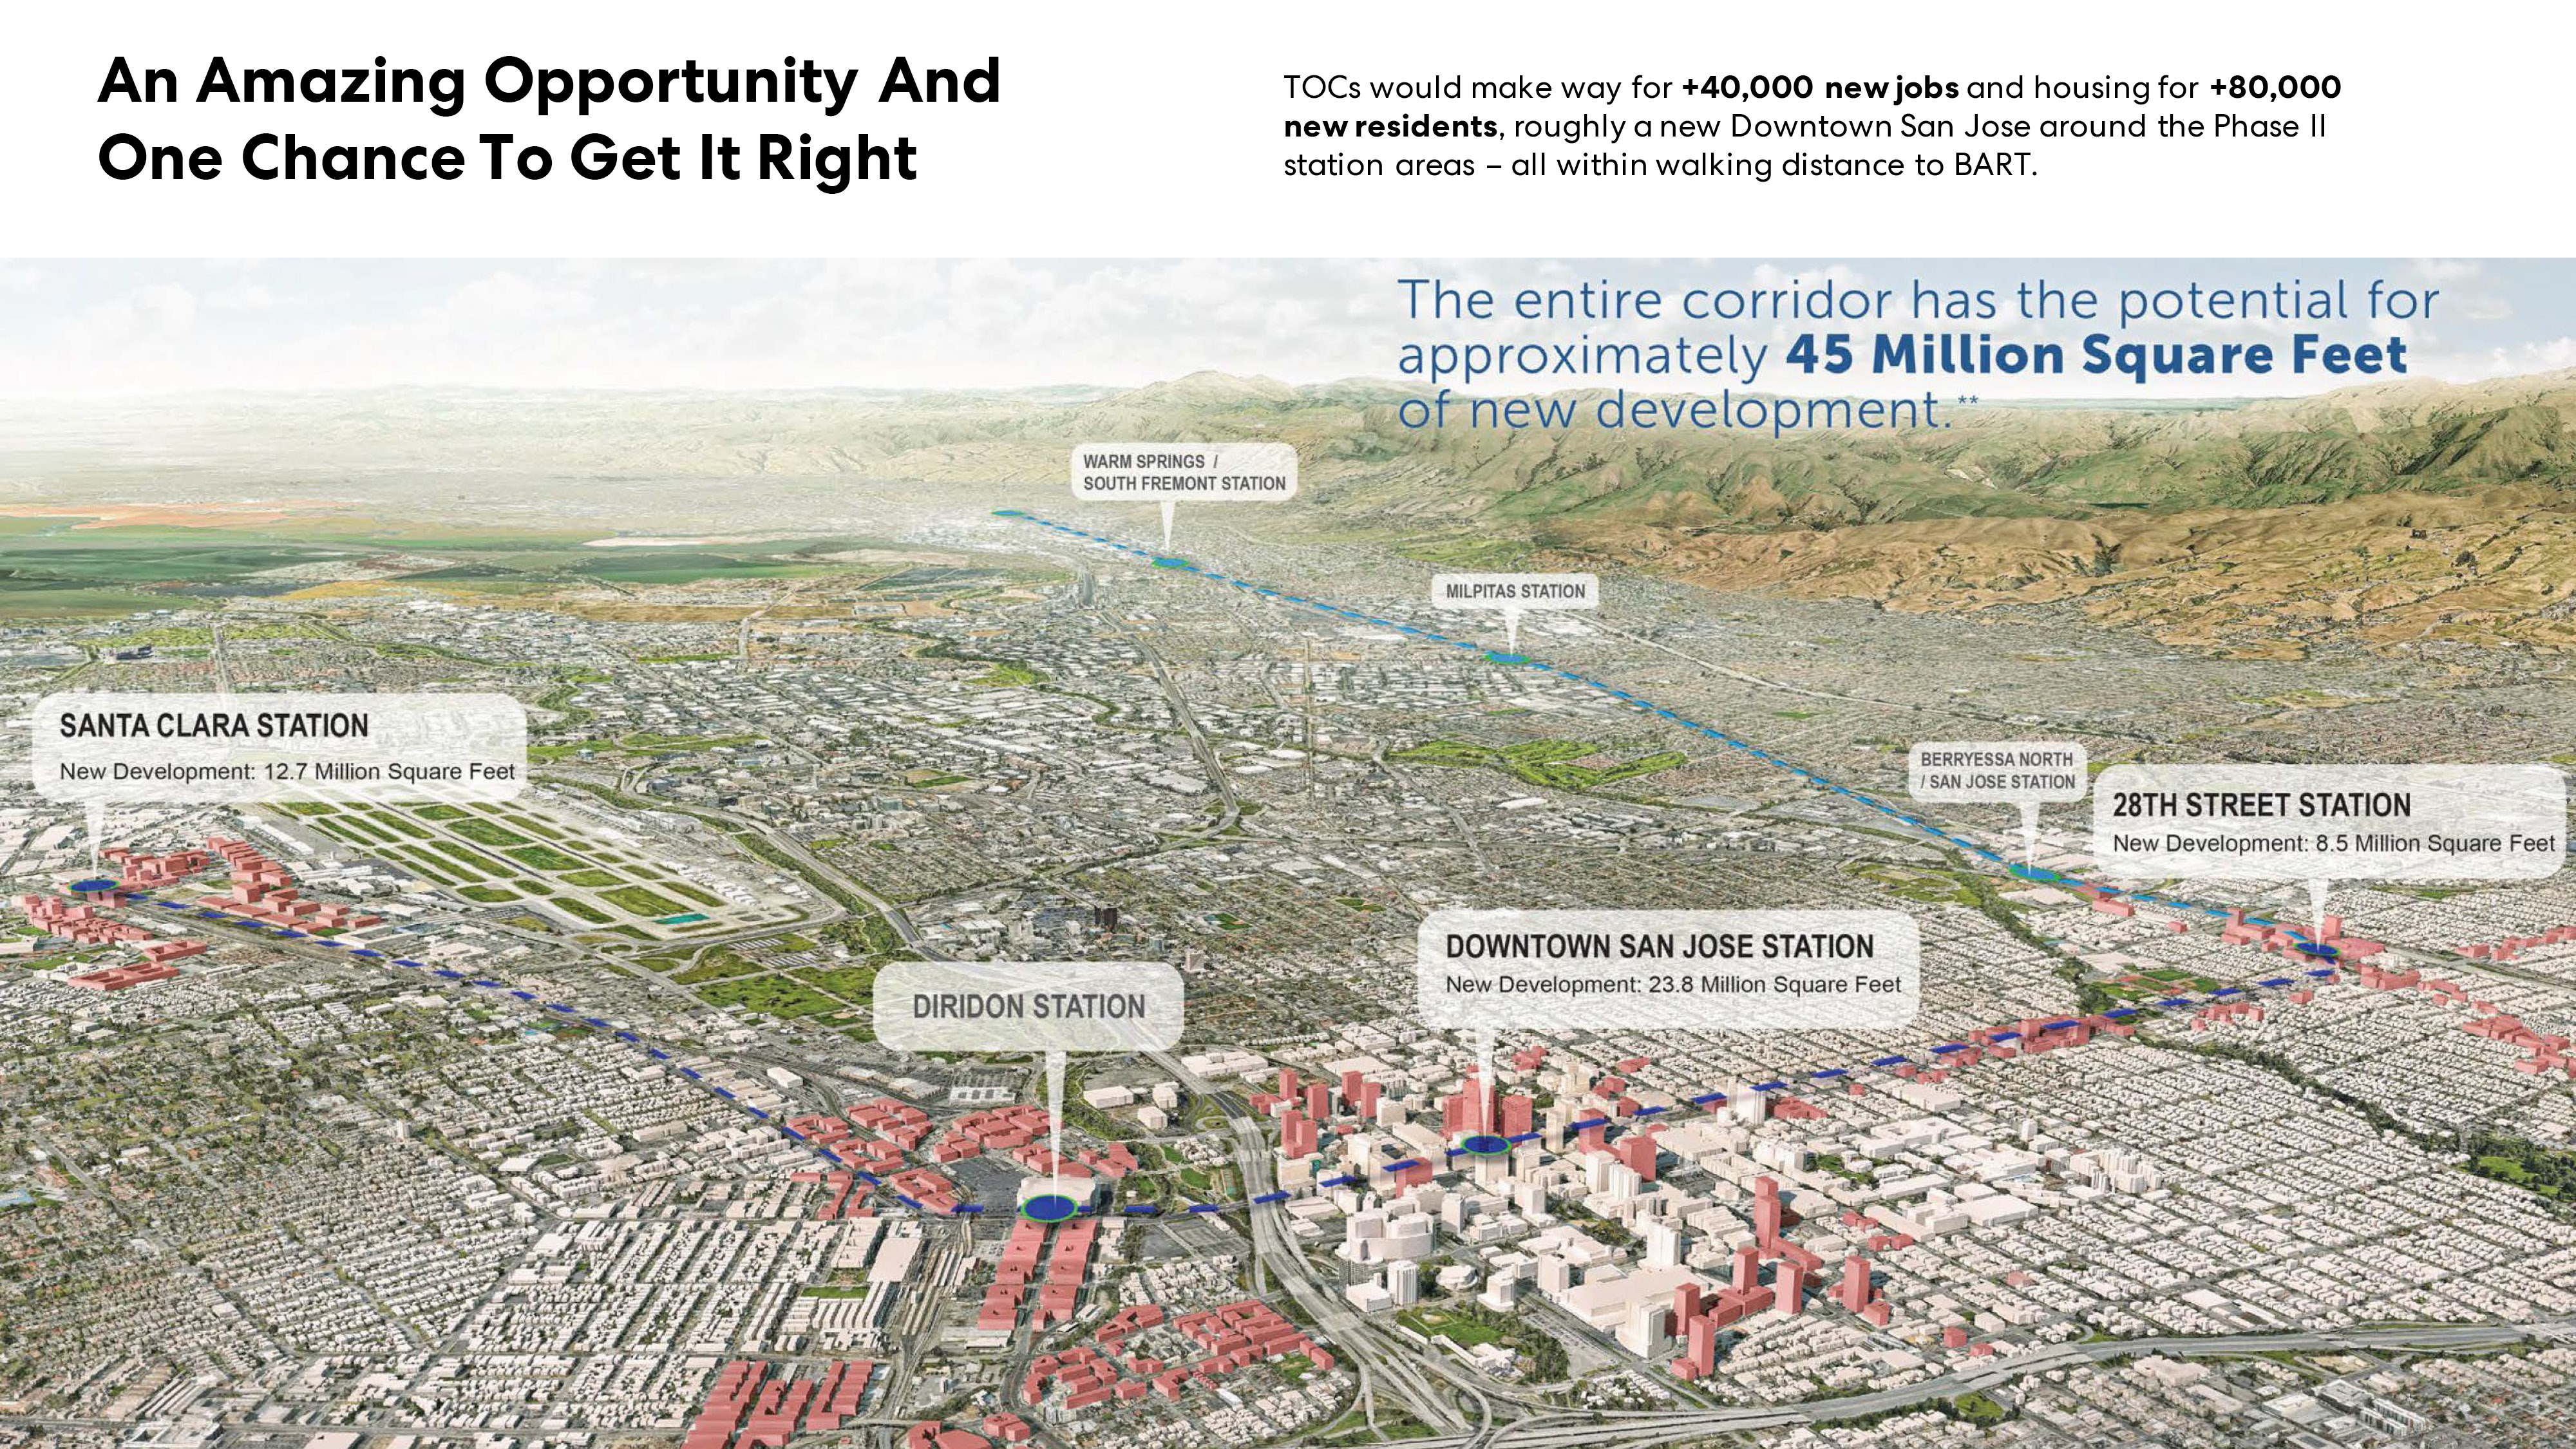 An Amazing Opportunity And
One Chance To Get It Right
TOCs would make way for +40,000 new jobs and housing for +80,000
new residents, roughly a new Downtown San Jose around the Phase II
station areas – all within walking distance to BART.
The entire corridor has the potential for
approximately 45 Million Square Feet
of new development.**
WARM SPRINGS /
SOUTH FREMONT STATION
MILPITAS STATION
SANTA CLARA STATION
New Development: 12.7 Million Square Feet
BERRYESSA NORTH
/ SAN JOSE STATION
28TH STREET STATION
New Development: 8.5 Million Square Feet
DOWNTOWN SAN JOSE STATION
New Development: 23.8 Million Square Feet
DIRIDON STATION